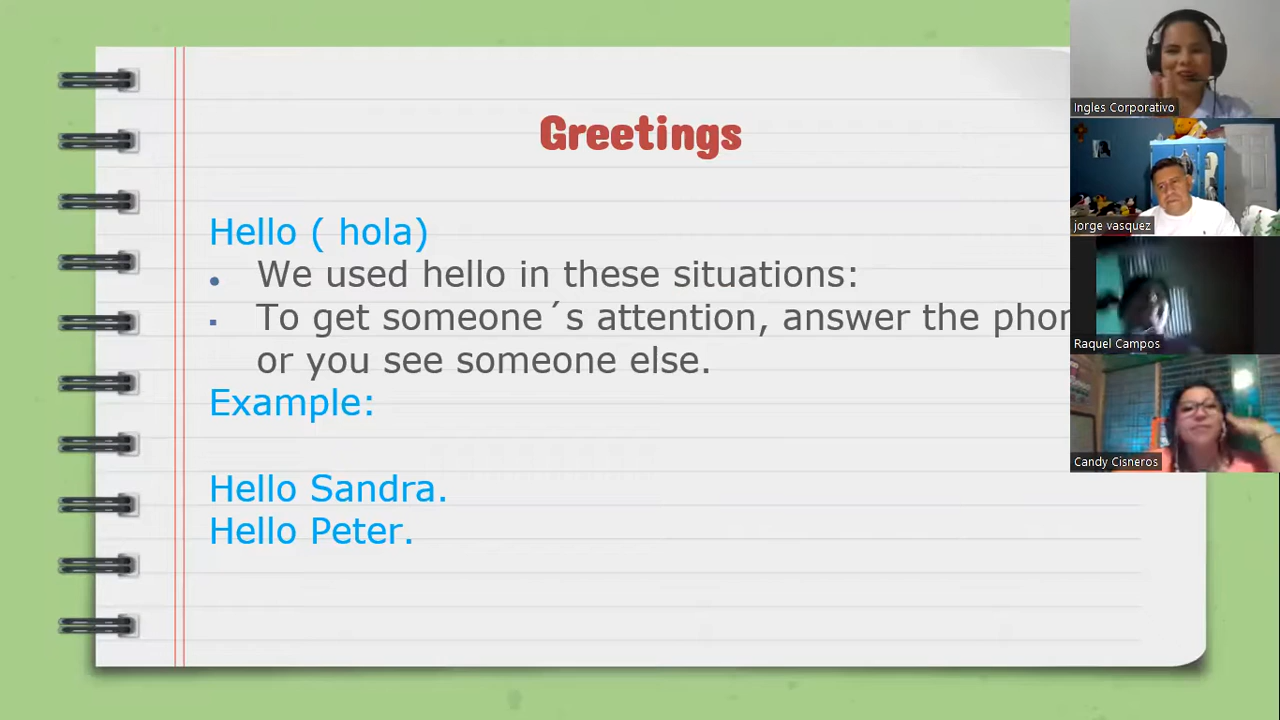 Greetings
Hello ( hola)
• We used hello in these situations:
▪ To get someone´s attention, answer the
or you see someone else.
Example:
Hello Sandra.
Hello Peter.
Ingles Corporativo
jorge vasquez
Raquel Campos
Candy Cisneros